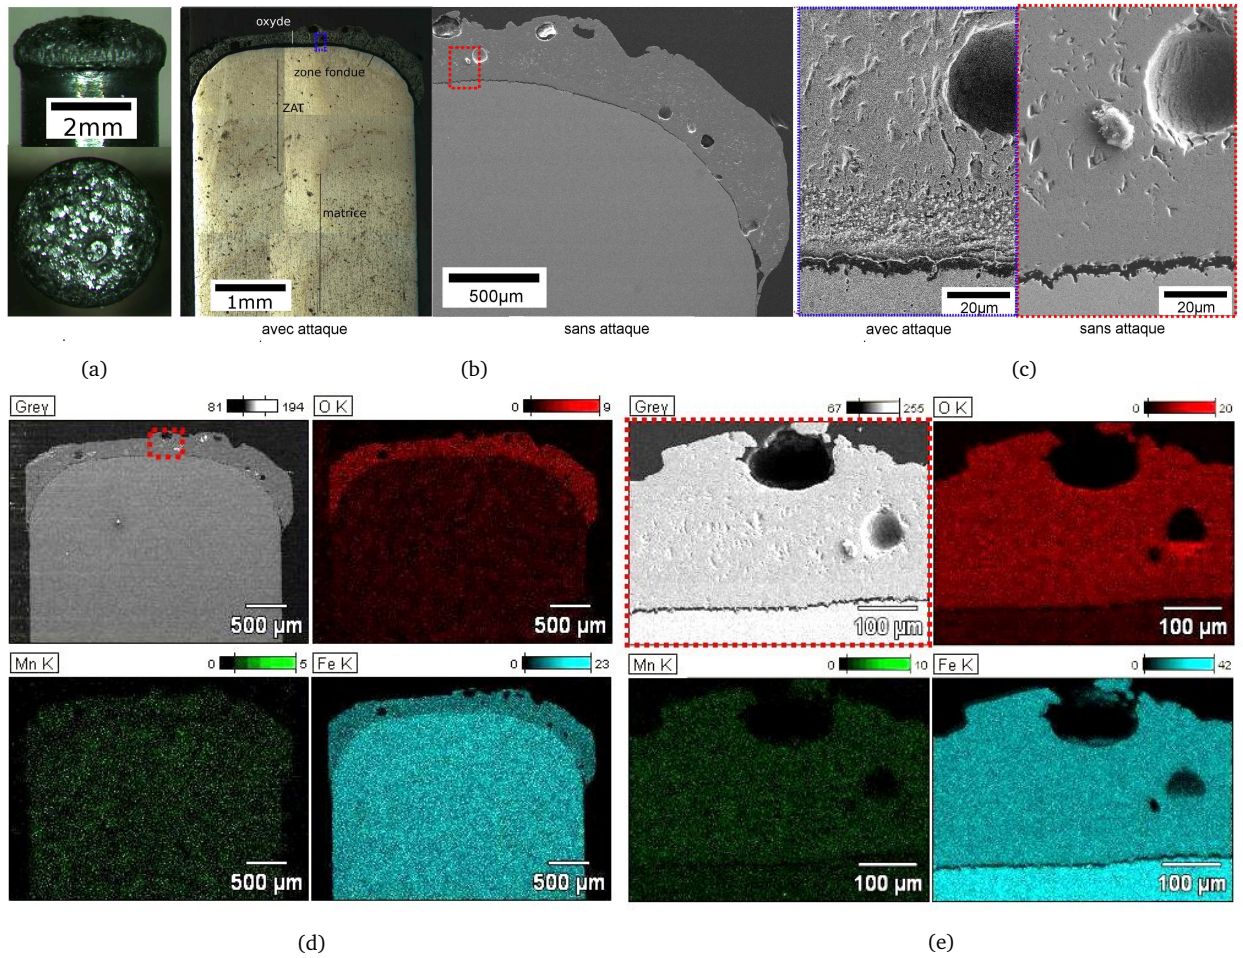 oxyde
zone fondue
ZAT
matrice
2mm
1mm
500µm
20µm
20µm
avec attaque
sans attaque
avec attaque
sans attaque
(a)
(b)
(c)
Grey
81
194
O K
0
9
Grey
67
255
O K
0
20
500 µm
500 µm
100 µm
100 µm
Mn K
0
5
Fe K
0
23
Mn K
0
10
Fe K
0
42
500 µm
500 µm
100 µm
100 µm
(d)
(e)